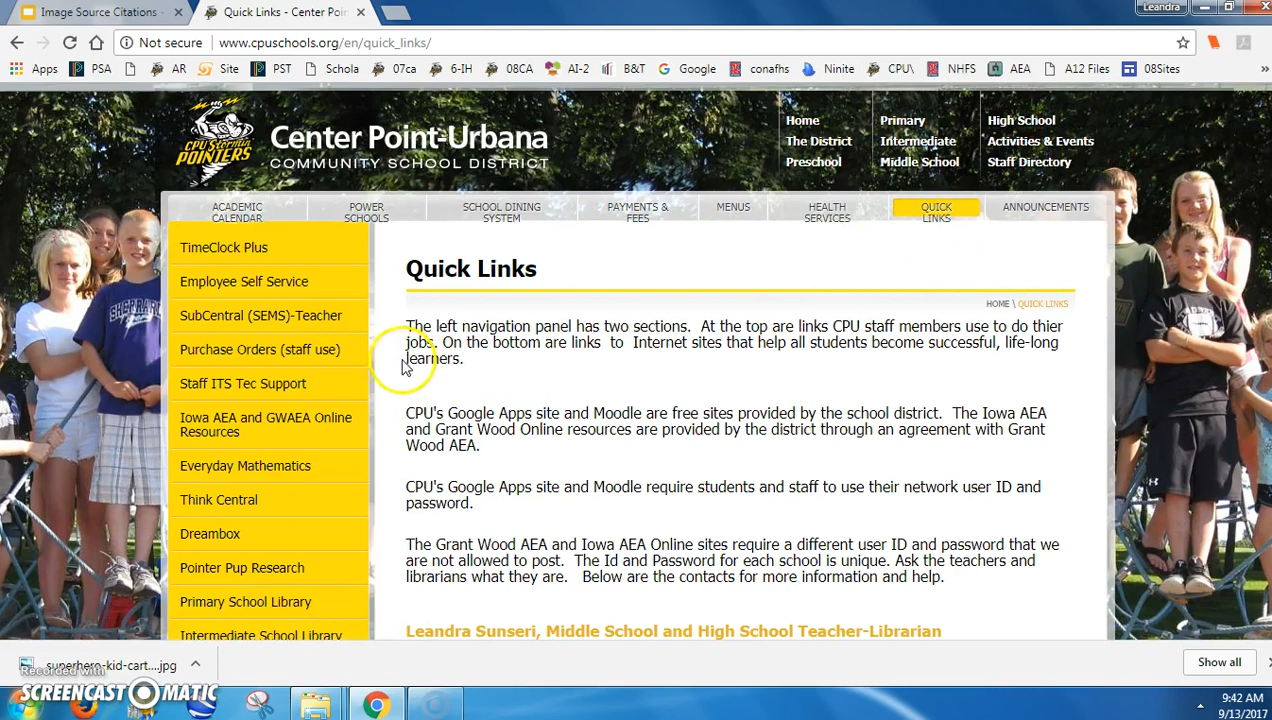 Image Source Citations -
Quick Links - Center Poin
Leandra
Not secure
www.cpuschools.org/en/quick_links/
Apps PSA AR Site PST Schola 07ca 6-IH 08CA AI-2 B&T Google conafhs Ninite CPU\ NHFS AEA A12 Files 08Sites »
CPU STORMIN POINTERS
Center Point-Urbana
COMMUNITY SCHOOL DISTRICT
Home Primary High School
The District Intermediate Activities & Events
Preschool Middle School Staff Directory
ACADEMIC CALENDAR
POWER SCHOOLS
SCHOOL DINING SYSTEM
PAYMENTS & FEES
MENUS
HEALTH SERVICES
QUICK LINKS
ANNOUNCEMENTS
TimeClock Plus
Employee Self Service
SubCentral (SEMS)-Teacher
Purchase Orders (staff use)
Staff ITS Tec Support
Iowa AEA and GWAEA Online
Resources
Everyday Mathematics
Think Central
Dreambox
Pointer Pup Research
Primary School Library
Intermediate School Library
Quick Links
HOME \ QUICK LINKS
The left navigation panel has two sections. At the top are links CPU staff members use to do thier
jobs. On the bottom are links to Internet sites that help all students become successful, life-long
learners.
CPU's Google Apps site and Moodle are free sites provided by the school district. The Iowa AEA
and Grant Wood Online resources are provided by the district through an agreement with Grant
Wood AEA.
CPU's Google Apps site and Moodle require students and staff to use their network user ID and
password.
The Grant Wood AEA and Iowa AEA Online sites require a different user ID and password that we
are not allowed to post. The Id and Password for each school is unique. Ask the teachers and
librarians what they are. Below are the contacts for more information and help.
Leandra Sunseri, Middle School and High School Teacher-Librarian
superhero-kid-cart....jpg
Show all
Recorded with
SCREENCAST-O-MATIC
9:42 AM
9/13/2017